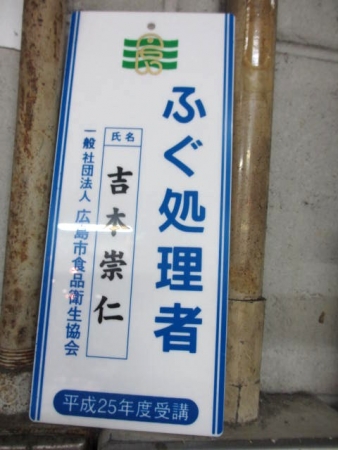 ふぐ処理者
氏名
吉本崇仁
一般社団法人 広島市食品衛生協会
平成25年度受講